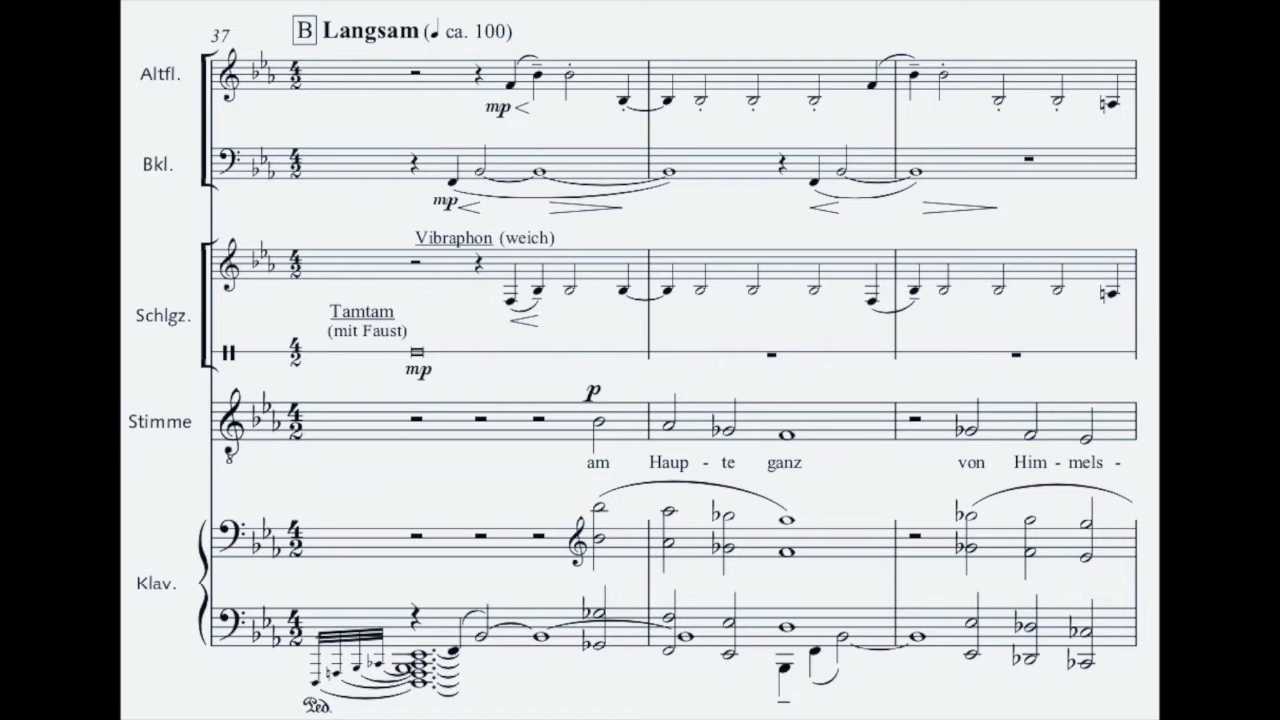 37
B Langsam (♩ ca. 100)
Altfl.
mp
Bkl.
mp
Vibraphon (weich)
Tamtam
(mit Faust)
Schlgz.
mp
p
Stimme
8
am Haup - te ganz von Him - mels -
Klav.
Ped.